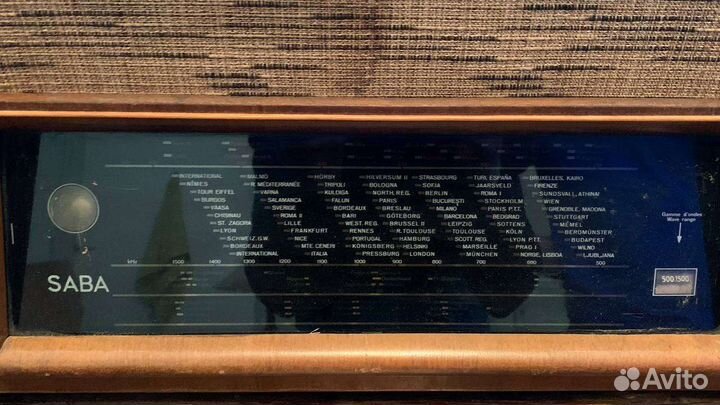 INTERNATIONAL MALMÖ HÖRBY HILVERSUM II STRASBOURG TURI, ESPAÑA BRUXELLES, KAIRO
NÎMES R. MÉDITERRANÉE TRIPOLI BOLOGNA SOFIA JAARSVELD FIRENZE
TOUR EIFFEL VARNA KULDIGA NORTH.REG. BERLIN ROMA I SUNDSVALL, ATHINAI
BURGOS SALAMANCA FALUN PARIS BUCUREŞTI STOCKHOLM WIEN
VAASA SVERIGE BORDEAUX BRESLAU MILANO PARIS P.T.T. GRENOBLE, MADONA
CHISINAU ROMA II BARI GÖTEBORG BARCELONA BEOGRAD STUTTGART
ST. ZAGORA LILLE WEST. REG. BRUSSEL II LEIPZIG SOTTENS MÉMEL
LYON FRANKFURT RENNES R.TOULOUSE TOULOUSE KÖLN BEROMÜNSTER
SCHWEIZ.G.W. NICE PORTUGAL HAMBURG SCOTT. REG. LYON P.T.T. BUDAPEST
BORDEAUX MTE. CENERI KÖNIGSBERG HELSINKI MARSEILLE PRAG I WILNO
INTERNATIONAL ITALIA PRESSBURG LONDON MÜNCHEN NORGE, LISBOA LJUBLJANA
kHz 1500 1400 1300 1200 1100 1000 900 800 700 600 500
Gamme d'ondes
Wave range
500 1500
SABA
Avito